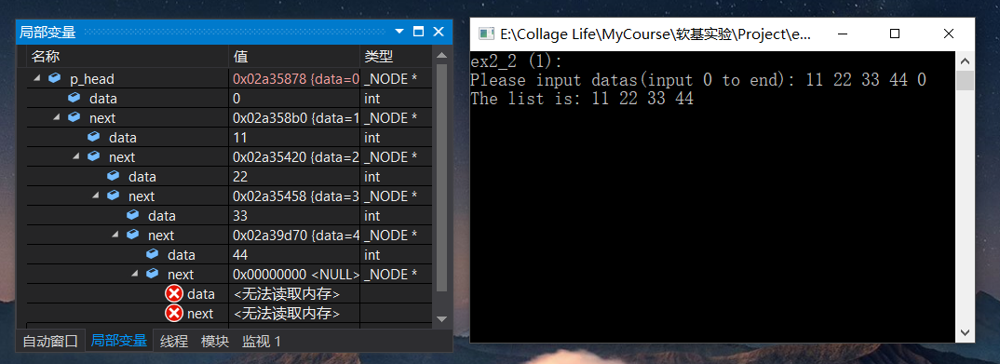 局部变量
名称 值 类型
p_head 0x02a35878 {data=0 _NODE *
data 0 int
next 0x02a358b0 {data=1 _NODE *
data 11 int
next 0x02a35420 {data=2 _NODE *
data 22 int
next 0x02a35458 {data=3 _NODE *
data 33 int
next 0x02a39d70 {data=4 _NODE *
data 44 int
next 0x00000000 <NULL> _NODE *
data <无法读取内存>
next <无法读取内存>
自动窗口 局部变量 线程 模块 监视 1
E:\Collage Life\MyCourse\软基实验\Project\e...
ex2_2 (1):
Please input datas(input 0 to end): 11 22 33 44 0
The list is: 11 22 33 44